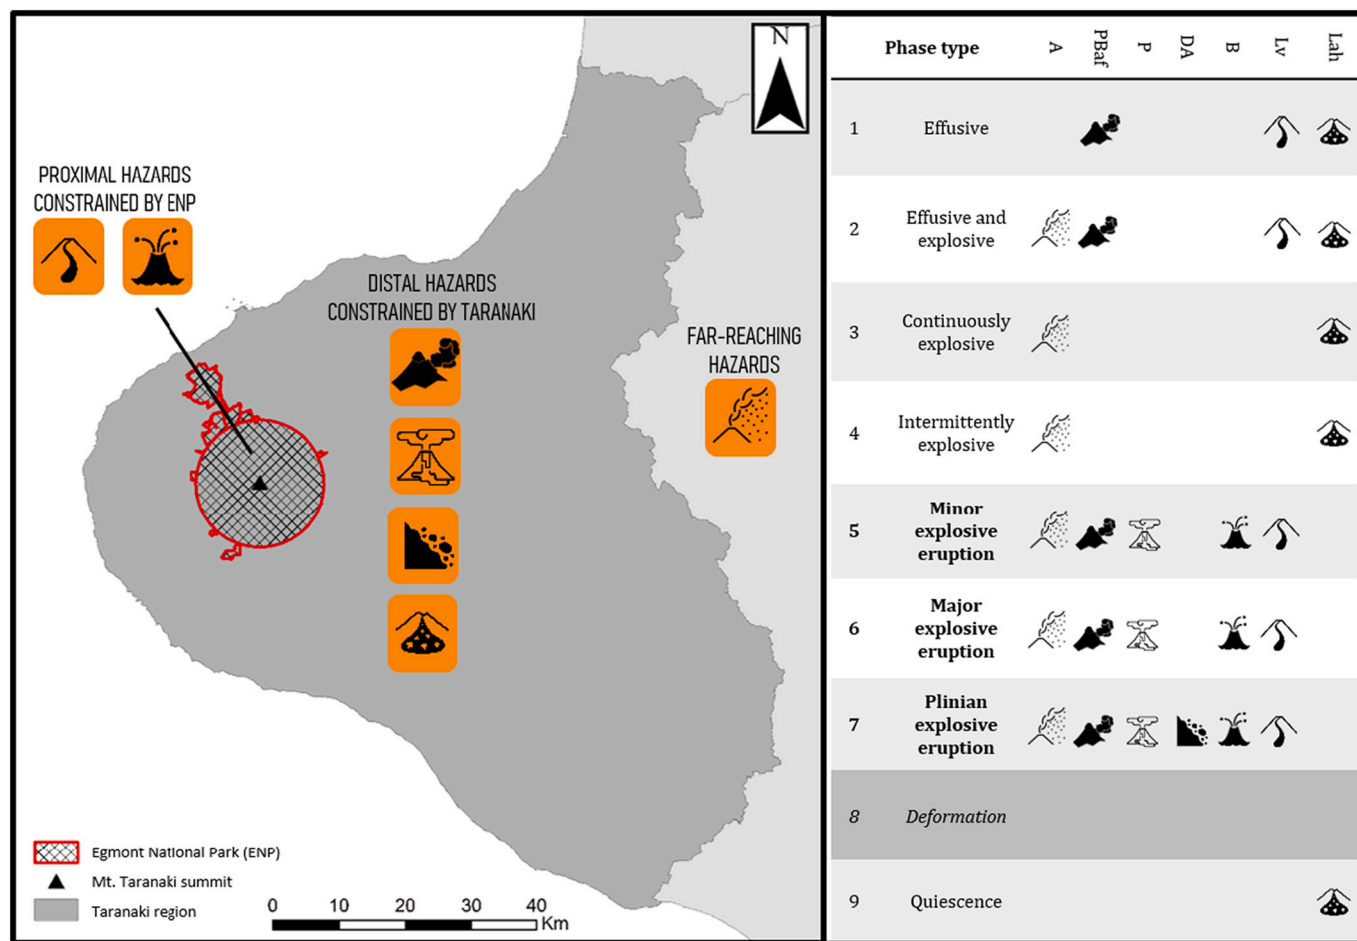 PROXIMAL HAZARDS
CONSTRAINED BY ENP
DISTAL HAZARDS
CONSTRAINED BY TARANAKI
FAR-REACHING
HAZARDS
N
Egmont National Park (ENP)
Mt. Taranaki summit
Taranaki region
0 10 20 30 40
Km
Phase type A PBaf P DA B Lv Lah
1 Effusive
2 Effusive and
explosive
3 Continuously
explosive
4 Intermittently
explosive
5 Minor
explosive
eruption
6 Major
explosive
eruption
7 Plinian
explosive
eruption
8 Deformation
9 Quiescence